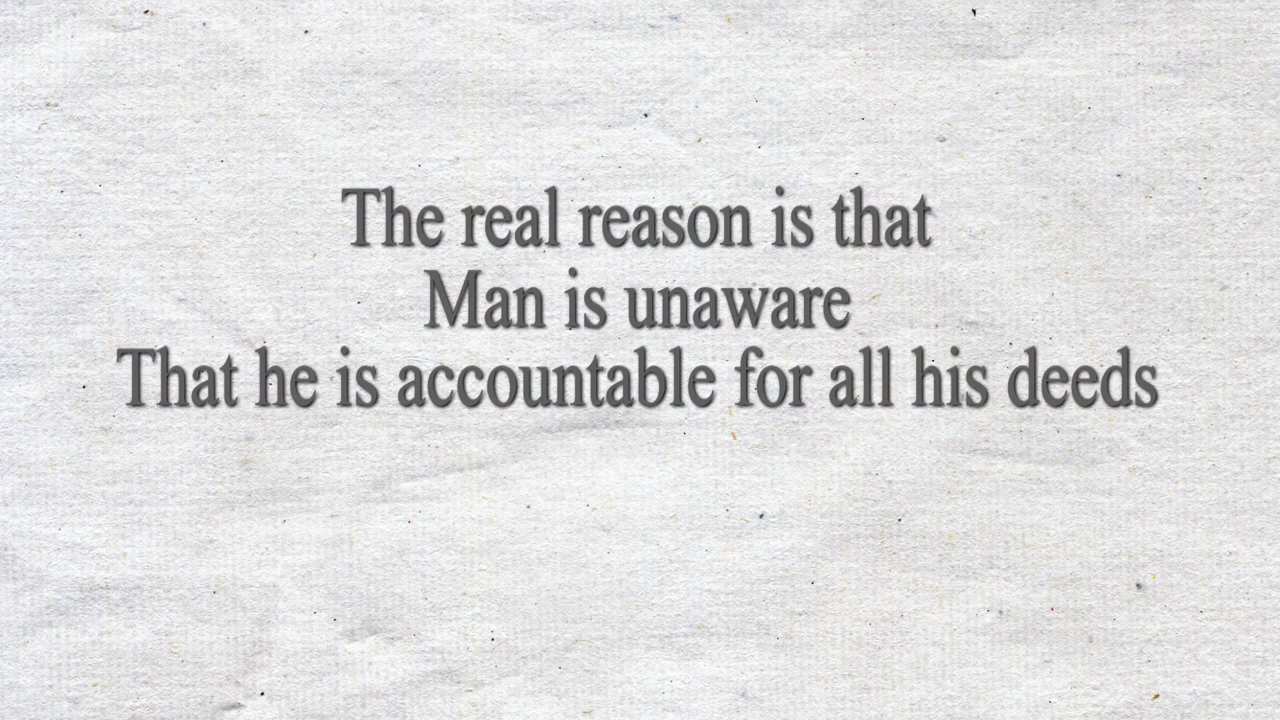 The real reason is that
Man is unaware
That he is accountable for all his deeds